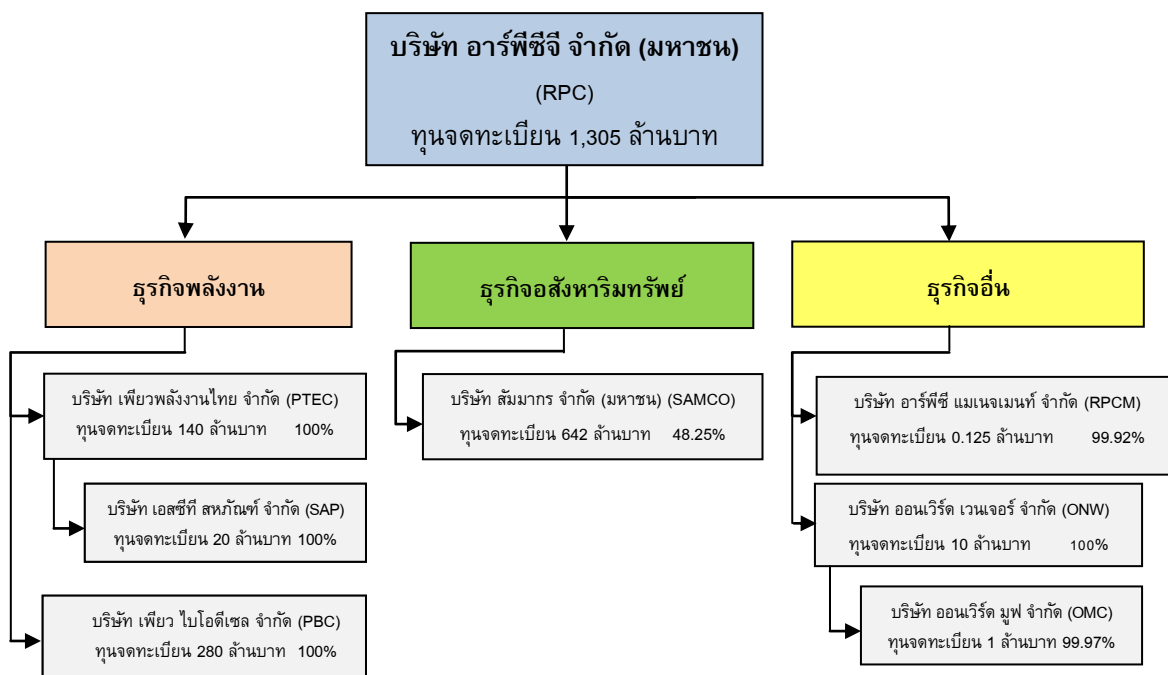 บริษัท อาร์พีซีจี จำกัด (มหาชน)
(RPC)
ทุนจดทะเบียน 1,305 ล้านบาท
ธุรกิจพลังงาน
ธุรกิจอสังหาริมทรัพย์
ธุรกิจอื่น
บริษัท เพียวพลังงานไทย จำกัด (PTEC)
ทุนจดทะเบียน 140 ล้านบาท 100%
บริษัท เอสซีที สหภัณฑ์ จำกัด (SAP)
ทุนจดทะเบียน 20 ล้านบาท 100%
บริษัท เพียว ไบโอดีเซล จำกัด (PBC)
ทุนจดทะเบียน 280 ล้านบาท 100%
บริษัท สัมมากร จำกัด (มหาชน) (SAMCO)
ทุนจดทะเบียน 642 ล้านบาท 48.25%
บริษัท อาร์พีซี แมเนจเมนท์ จำกัด (RPCM)
ทุนจดทะเบียน 0.125 ล้านบาท 99.92%
บริษัท ออนเวิร์ด เวนเจอร์ จำกัด (ONW)
ทุนจดทะเบียน 10 ล้านบาท 100%
บริษัท ออนเวิร์ด มูฟ จำกัด (OMC)
ทุนจดทะเบียน 1 ล้านบาท 99.97%